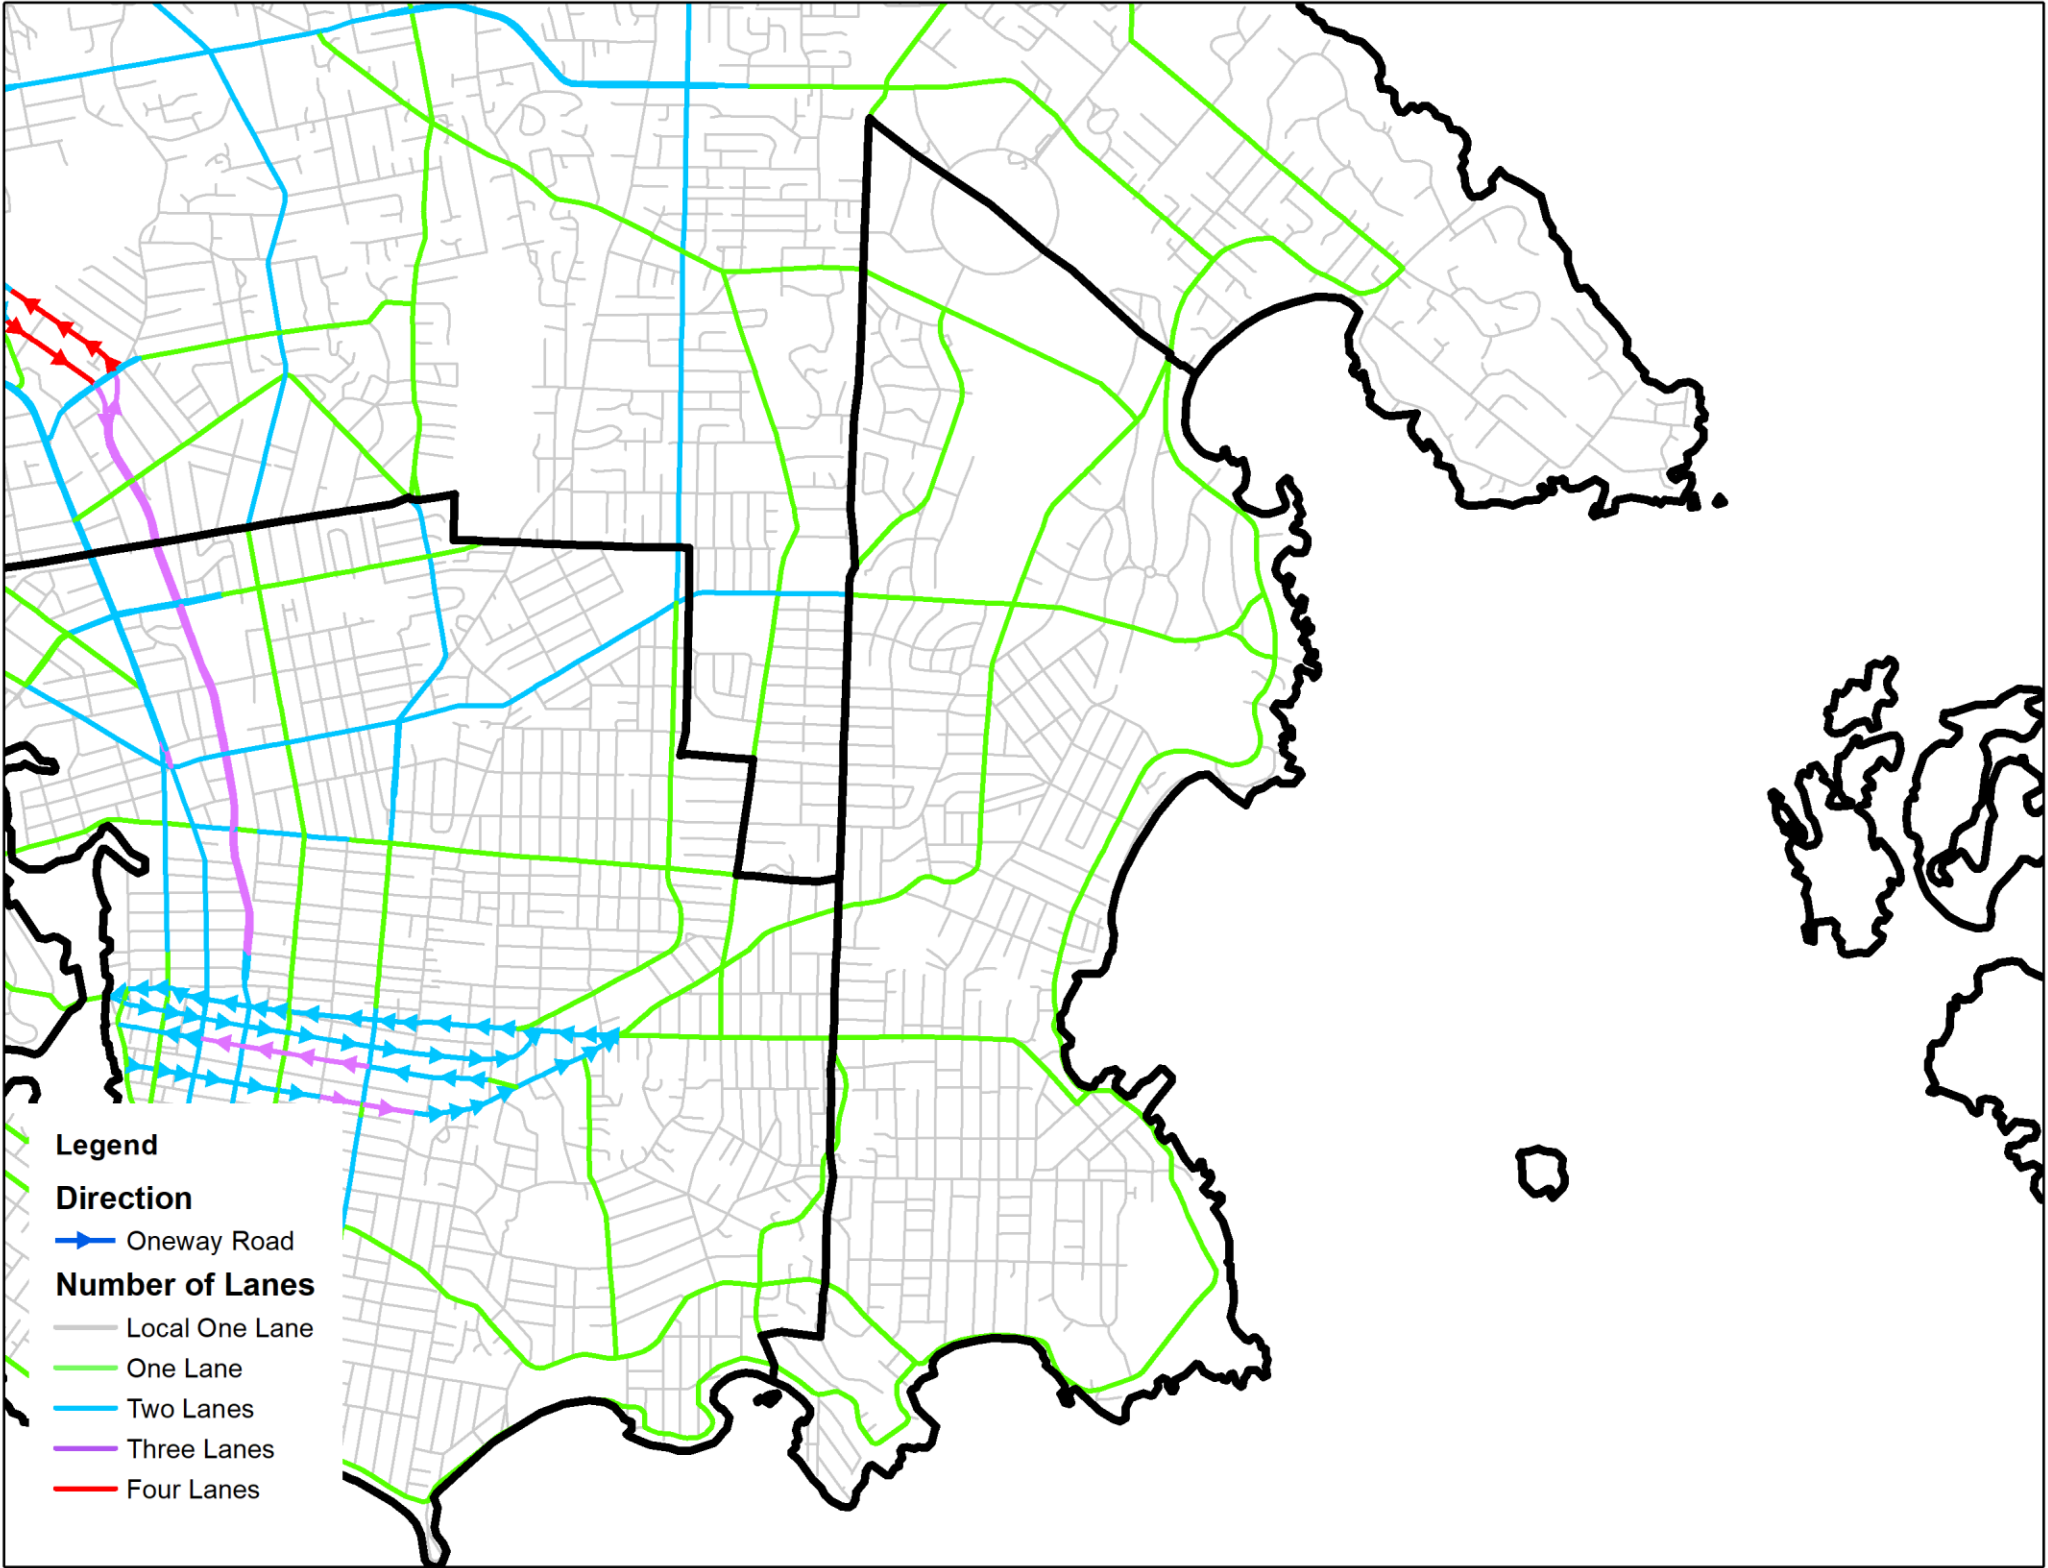 Legend
Direction
Oneway Road
Number of Lanes
Local One Lane
One Lane
Two Lanes
Three Lanes
Four Lanes